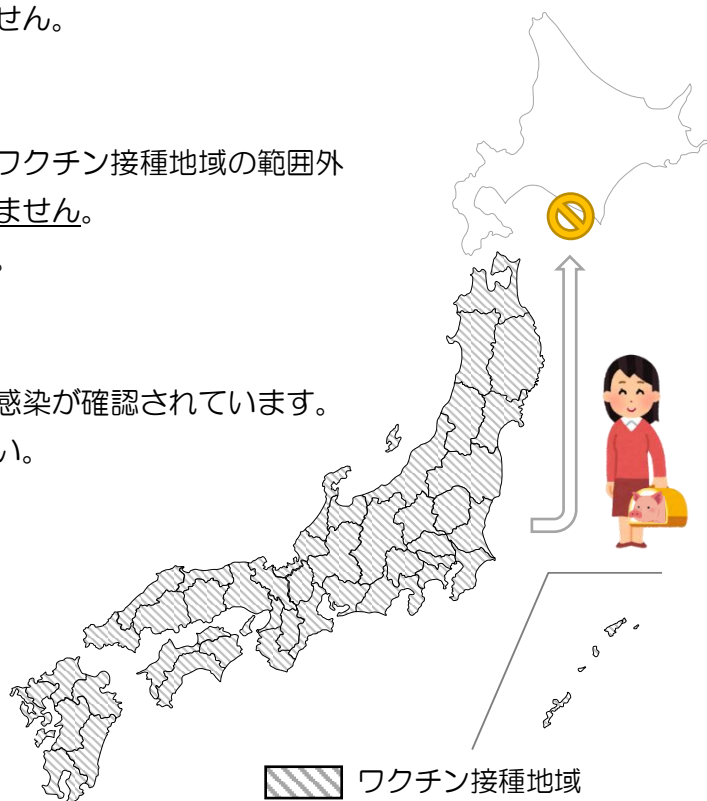 せん。
ワクチン接種地域の範囲外
ません。
。
感染が確認されています。
い。
ワクチン接種地域